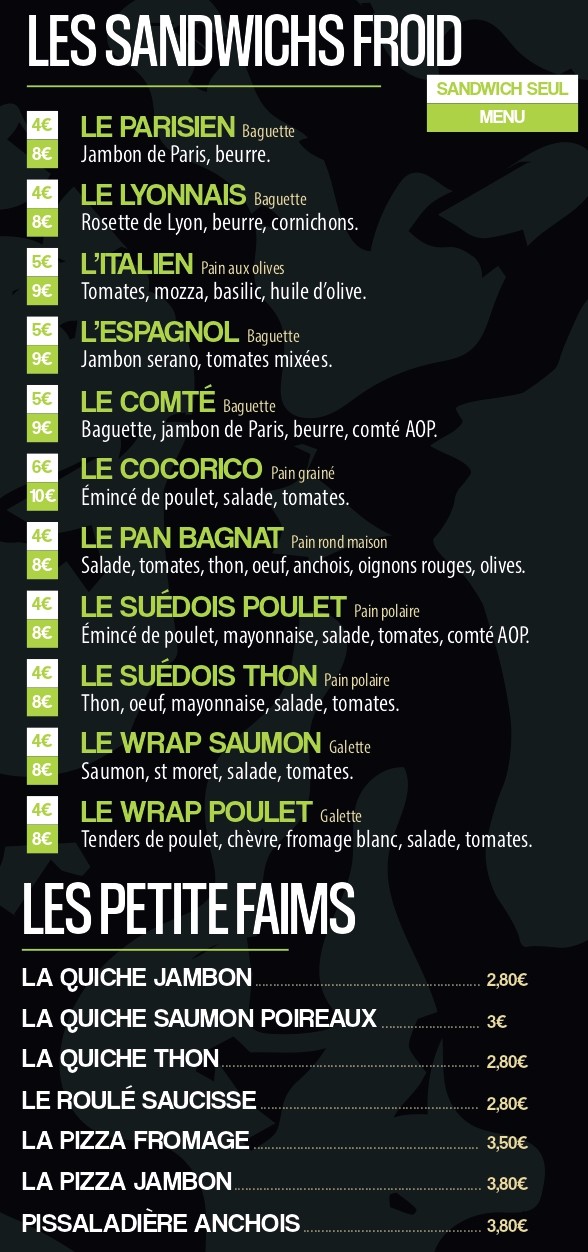 LES SANDWICHS FROID
SANDWICH SEUL
MENU
4€ LE PARISIEN Baguette
8€ Jambon de Paris, beurre.
4€ LE LYONNAIS Baguette
8€ Rosette de Lyon, beurre, cornichons.
5€ L'ITALIEN Pain aux olives
9€ Tomates, mozza, basilic, huile d'olive.
5€ L'ESPAGNOL Baguette
9€ Jambon serano, tomates mixées.
5€ LE COMTÉ Baguette
9€ Baguette, jambon de Paris, beurre, comté AOP.
6€ LE COCORICO Pain grainé
10€ Émincé de poulet, salade, tomates.
4€ LE PAN BAGNAT Pain rond maison
8€ Salade, tomates, thon, oeuf, anchois, oignons rouges, olives.
4€ LE SUÉDOIS POULET Pain polaire
8€ Émincé de poulet, mayonnaise, salade, tomates, comté AOP.
4€ LE SUÉDOIS THON Pain polaire
8€ Thon, oeuf, mayonnaise, salade, tomates.
4€ LE WRAP SAUMON Galette
8€ Saumon, st moret, salade, tomates.
4€ LE WRAP POULET Galette
8€ Tenders de poulet, chèvre, fromage blanc, salade, tomates.
LES PETITE FAIMS
LA QUICHE JAMBON 2,80€
LA QUICHE SAUMON POIREAUX 3€
LA QUICHE THON 2,80€
LE ROULÉ SAUCISSE 2,80€
LA PIZZA FROMAGE 3,50€
LA PIZZA JAMBON 3,80€
PISSALADIÈRE ANCHOIS 3,80€